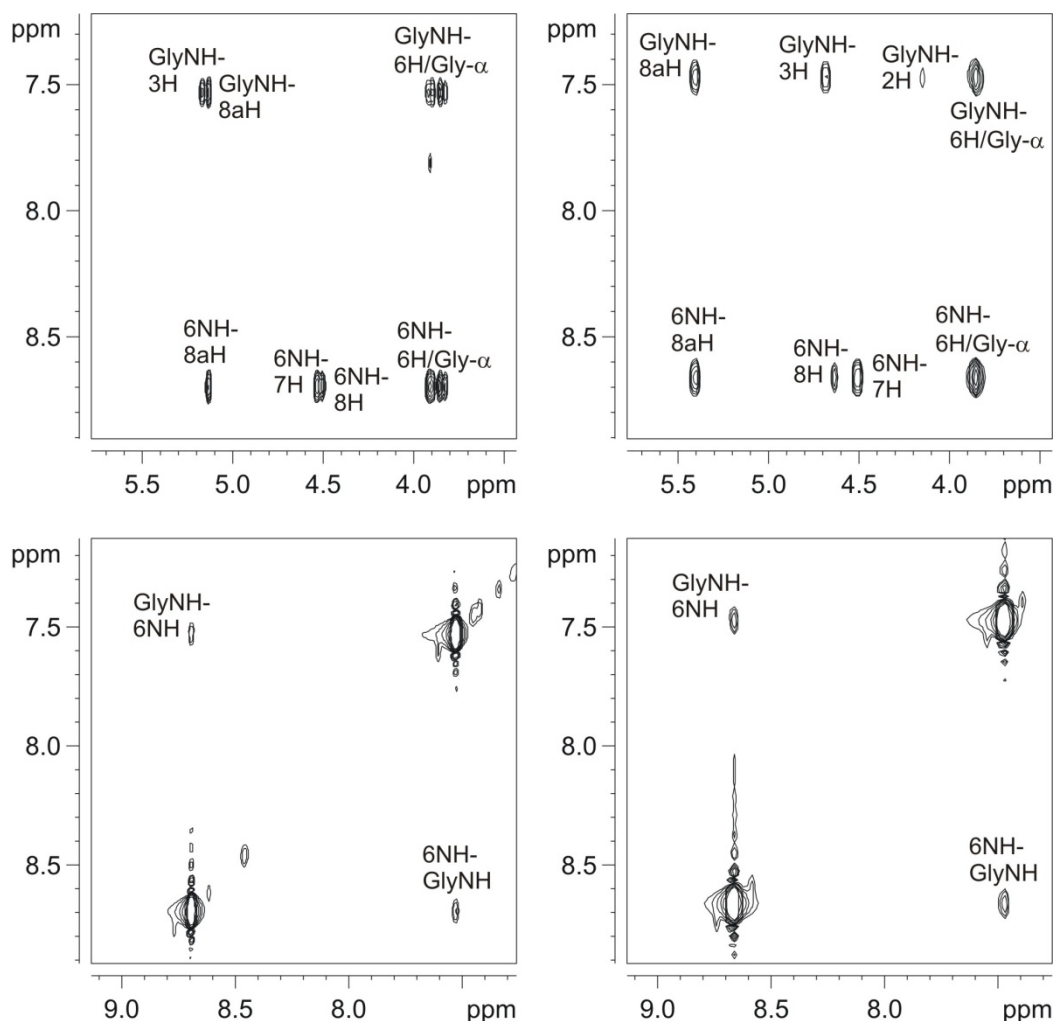 ppm
7.5
8.0
8.5
GlyNH-
3H
GlyNH-
8aH
GlyNH-
6H/Gly-α
6NH-
8aH
6NH-
7H
6NH-
8H
6NH-
6H/Gly-α
5.5
5.0
4.5
4.0
ppm
ppm
7.5
8.0
8.5
GlyNH-
8aH
GlyNH-
3H
GlyNH-
2H
GlyNH-
6H/Gly-α
6NH-
8aH
6NH-
8H
6NH-
7H
6NH-
6H/Gly-α
5.5
5.0
4.5
4.0
ppm
ppm
7.5
8.0
8.5
GlyNH-
6NH
6NH-
GlyNH
9.0
8.5
8.0
ppm
ppm
7.5
8.0
8.5
GlyNH-
6NH
6NH-
GlyNH
9.0
8.5
8.0
ppm